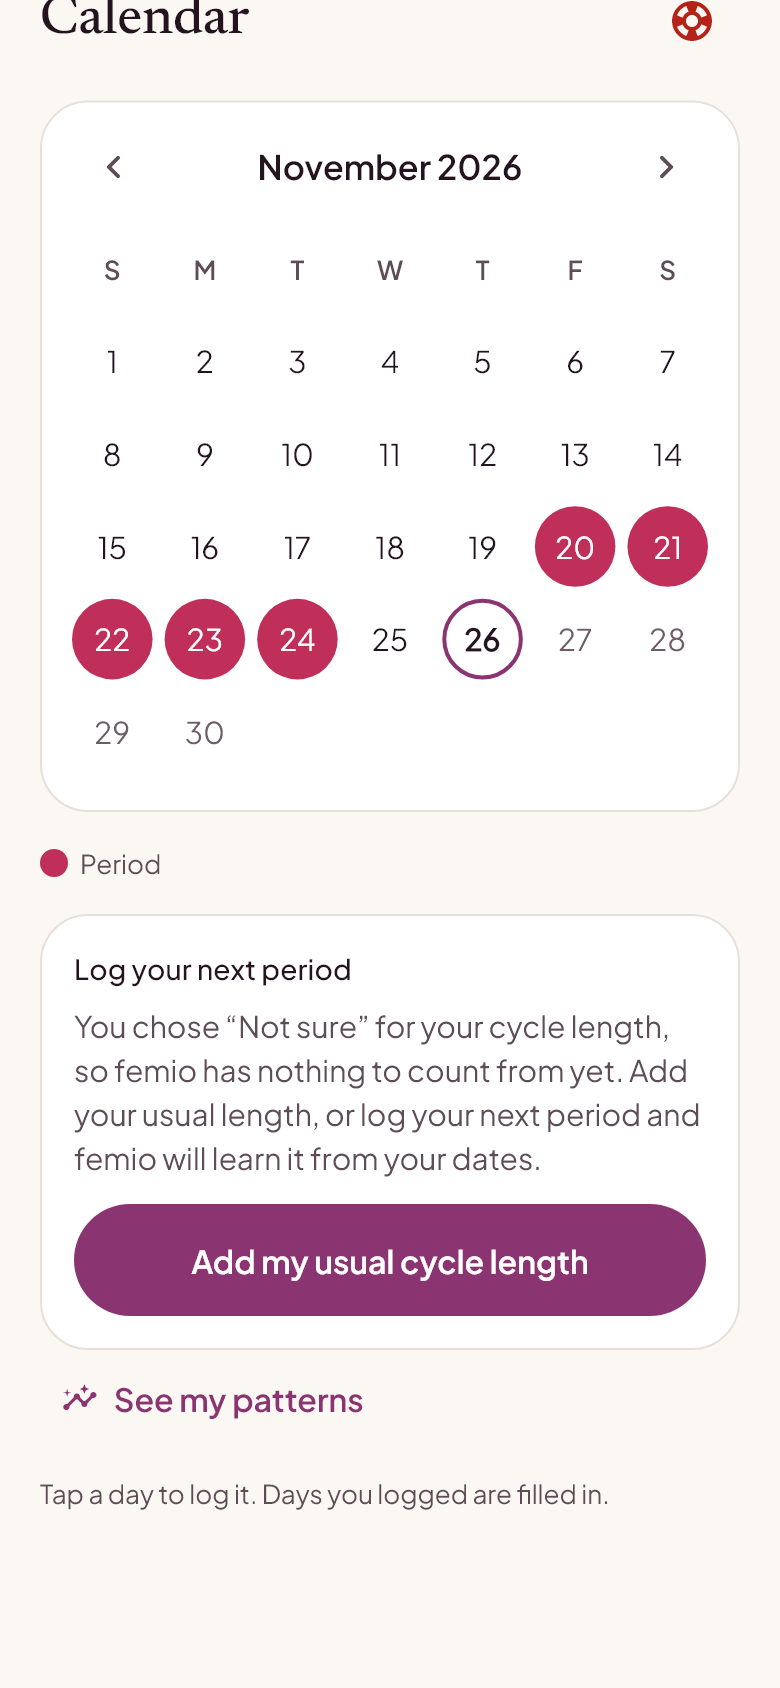 Calendar
November 2026
S M T W T F S
1 2 3 4 5 6 7
8 9 10 11 12 13 14
15 16 17 18 19 20 21
22 23 24 25 26 27 28
29 30
Period
Log your next period
You chose “Not sure” for your cycle length,
so femio has nothing to count from yet. Add
your usual length, or log your next period and
femio will learn it from your dates.
Add my usual cycle length
See my patterns
Tap a day to log it. Days you logged are filled in.